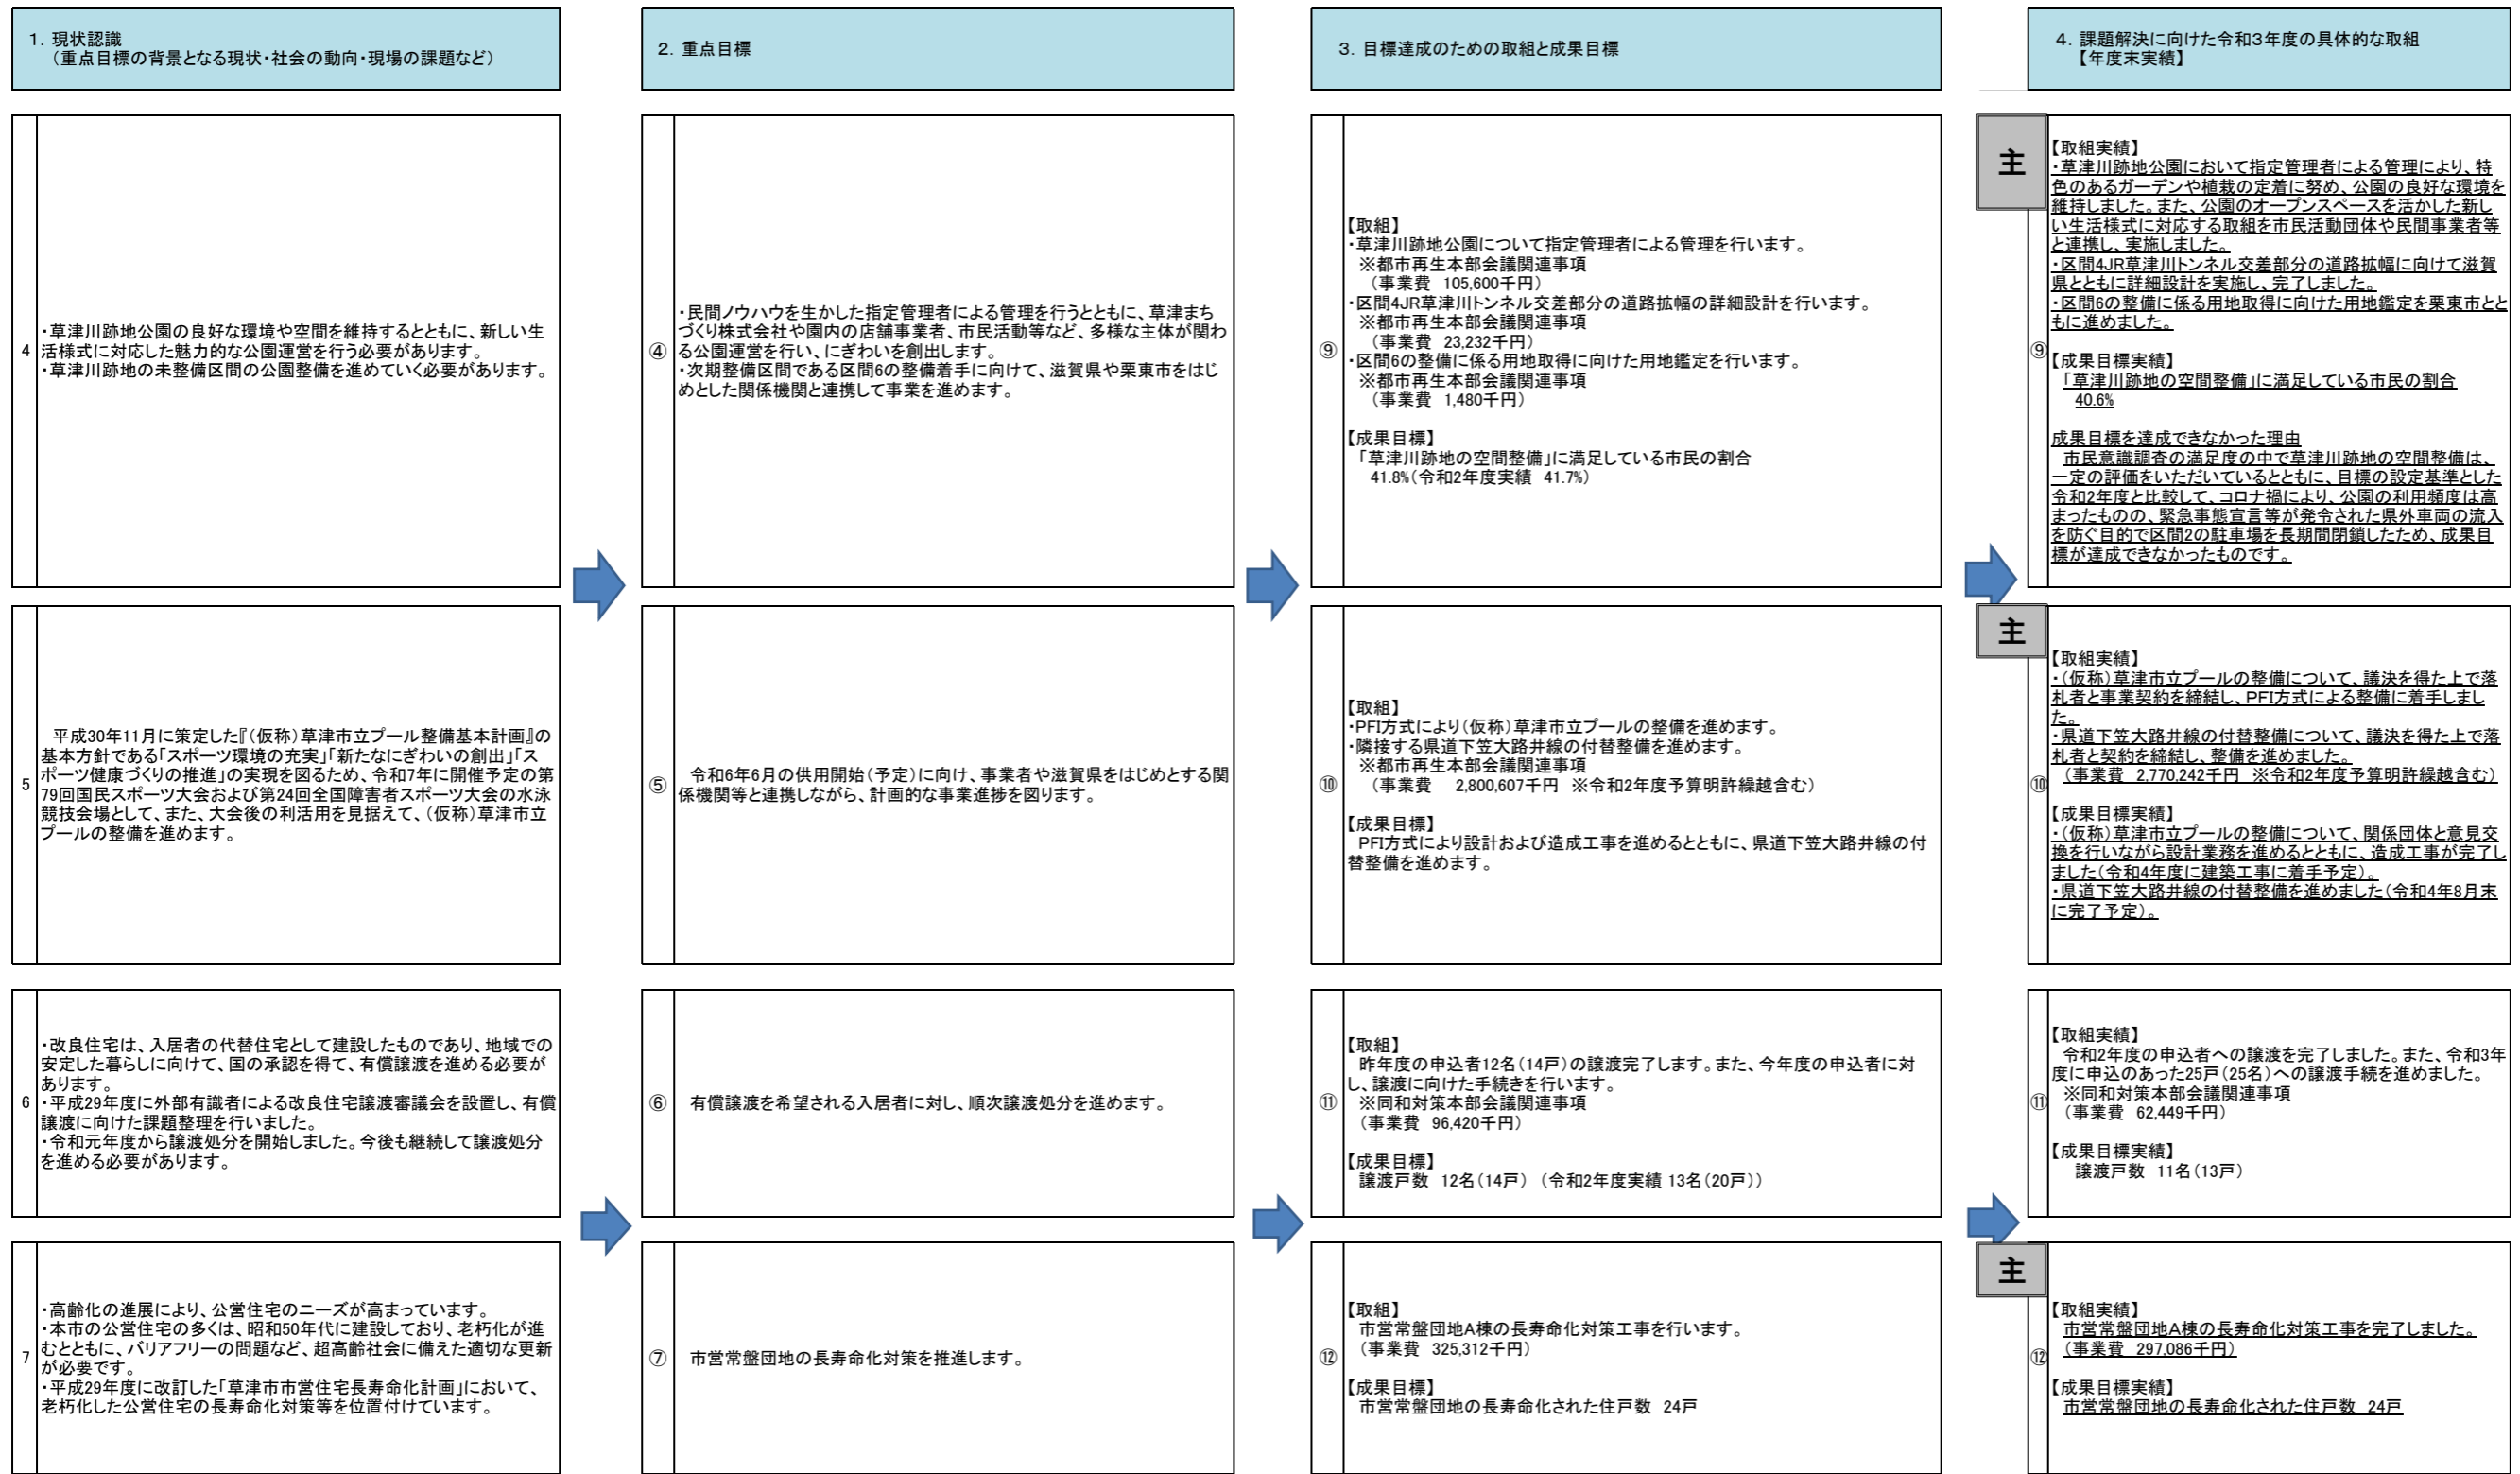 1．現状認識
（重点目標の背景となる現状・社会の動向・現場の課題など）
2．重点目標
3．目標達成のための取組と成果目標
4．課題解決に向けた令和3年度の具体的な取組
【年度末実績】
4
・草津川跡地公園の良好な環境や空間を維持するとともに、新しい生
活様式に対応した魅力的な公園運営を行う必要があります。
・草津川跡地の未整備区間の公園整備を進めていく必要があります。
④
・民間ノウハウを生かした指定管理者による管理を行うとともに、草津まち
づくり株式会社や園内の店舗事業者、市民活動等など、多様な主体が関わ
る公園運営を行い、にぎわいを創出します。
・次期整備区間である区間6の整備着手に向けて、滋賀県や栗東市をはじ
めとした関係機関と連携して事業を進めます。
⑨
【取組】
・草津川跡地公園について指定管理者による管理を行います。
※都市再生本部会議関連事項
（事業費　105,600千円）
・区間4JR草津川トンネル交差部分の道路拡幅の詳細設計を行います。
※都市再生本部会議関連事項
（事業費　23,232千円）
・区間6の整備に係る用地取得に向けた用地鑑定を行います。
※都市再生本部会議関連事項
（事業費　1,480千円）
【成果目標】
「草津川跡地の空間整備」に満足している市民の割合
41.8%（令和2年度実績　41.7%）
主
⑨
【取組実績】
・草津川跡地公園において指定管理者による管理により、特
色のあるガーデンや植栽の定着に努め、公園の良好な環境を
維持しました。また、公園のオープンスペースを活かした新し
い生活様式に対応する取組を市民活動団体や民間事業者等
と連携し、実施しました。
・区間4JR草津川トンネル交差部分の道路拡幅に向けて滋賀
県とともに詳細設計を実施し、完了しました。
・区間6の整備に係る用地取得に向けた用地鑑定を栗東市とと
もに進めました。
【成果目標実績】
「草津川跡地の空間整備」に満足している市民の割合
40.6%
成果目標を達成できなかった理由
市民意識調査の満足度の中で草津川跡地の空間整備は、
一定の評価をいただいているとともに、目標の設定基準とした
令和2年度と比較して、コロナ禍により、公園の利用頻度は高
まったものの、緊急事態宣言等が発令された県外車両の流入
を防ぐ目的で区間2の駐車場を長期間閉鎖したため、成果目
標が達成できなかったものです。
5
平成30年11月に策定した『（仮称）草津市立プール整備基本計画』の
基本方針である「スポーツ環境の充実」「新たなにぎわいの創出」「ス
ポーツ健康づくりの推進」の実現を図るため、令和7年に開催予定の第
79回国民スポーツ大会および第24回全国障害者スポーツ大会の水泳
競技会場として、また、大会後の利活用を見据えて、（仮称）草津市立
プールの整備を進めます。
⑤
令和6年6月の供用開始（予定）に向け、事業者や滋賀県をはじめとする関
係機関等と連携しながら、計画的な事業進捗を図ります。
⑩
【取組】
・PFI方式により（仮称）草津市立プールの整備を進めます。
・隣接する県道下笠大路井線の付替整備を進めます。
※都市再生本部会議関連事項
（事業費　2,800,607千円　※令和2年度予算明許繰越含む）
【成果目標】
PFI方式により設計および造成工事を進めるとともに、県道下笠大路井線の付
替整備を進めます。
主
⑩
【取組実績】
・（仮称）草津市立プールの整備について、議決を得た上で落
札者と事業契約を締結し、PFI方式による整備に着手しまし
た。
・県道下笠大路井線の付替整備について、議決を得た上で落
札者と契約を締結し、整備を進めました。
（事業費　2,770,242千円　※令和2年度予算明許繰越含む）
【成果目標実績】
・（仮称）草津市立プールの整備について、関係団体と意見交
換を行いながら設計業務を進めるとともに、造成工事が完了し
ました（令和4年度に建築工事に着手予定）。
・県道下笠大路井線の付替整備を進めました（令和4年8月末
に完了予定）。
6
・改良住宅は、入居者の代替住宅として建設したものであり、地域での
安定した暮らしに向けて、国の承認を得て、有償譲渡を進める必要が
あります。
・平成29年度に外部有識者による改良住宅譲渡審議会を設置し、有償
譲渡に向けた課題整理を行いました。
・令和元年度から譲渡処分を開始しました。今後も継続して譲渡処分
を進める必要があります。
⑥
有償譲渡を希望される入居者に対し、順次譲渡処分を進めます。
⑪
【取組】
昨年度の申込者12名（14戸）の譲渡完了します。また、今年度の申込者に対
し、譲渡に向けた手続きを行います。
※同和対策本部会議関連事項
（事業費　96,420千円）
【成果目標】
譲渡戸数　12名（14戸）　（令和2年度実績 13名（20戸））
⑪
【取組実績】
令和2年度の申込者への譲渡を完了しました。また、令和3年
度に申込のあった25戸（25名）への譲渡手続を進めました。
※同和対策本部会議関連事項
（事業費　62,449千円）
【成果目標実績】
譲渡戸数　11名（13戸）
7
・高齢化の進展により、公営住宅のニーズが高まっています。
・本市の公営住宅の多くは、昭和50年代に建設しており、老朽化が進
むとともに、バリアフリーの問題など、超高齢社会に備えた適切な更新
が必要です。
・平成29年度に改訂した「草津市市営住宅長寿命化計画」において、
老朽化した公営住宅の長寿命化対策等を位置付けています。
⑦
市営常盤団地の長寿命化対策を推進します。
⑫
【取組】
市営常盤団地A棟の長寿命化対策工事を行います。
（事業費　325,312千円）
【成果目標】
市営常盤団地の長寿命化された住戸数　24戸
主
⑫
【取組実績】
市営常盤団地A棟の長寿命化対策工事を完了しました。
（事業費　297,086千円）
【成果目標実績】
市営常盤団地の長寿命化された住戸数　24戸